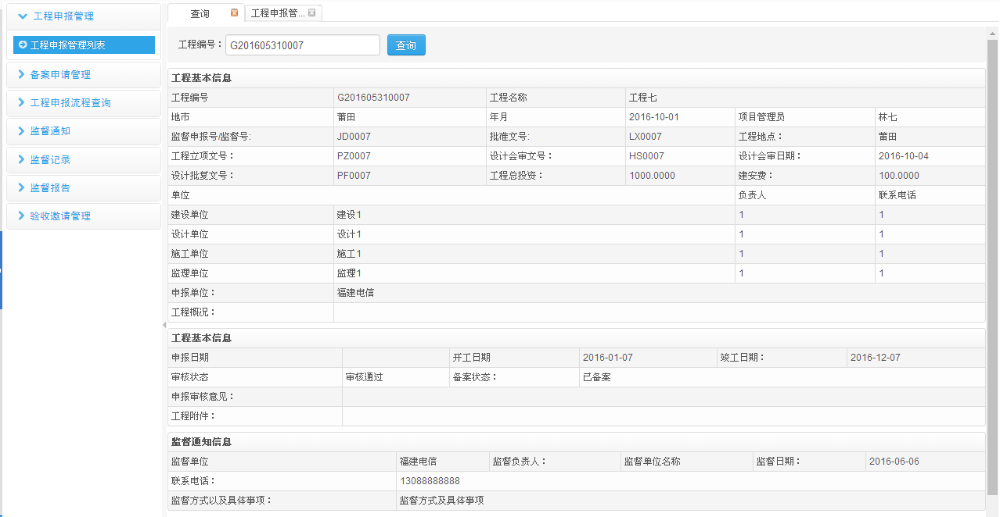 工程申报管理
工程申报管理列表
备案申请管理
工程申报流程查询
监督通知
监督记录
监督报告
验收邀请管理
查询 工程申报管...
工程编号： G201605310007 查询
工程基本信息
工程编号 G201605310007 工程名称 工程七
地市 莆田 年月 2016-10-01 项目管理员 林七
监督申报号/监督号: JD0007 批准文号: LX0007 工程地点： 莆田
工程立项文号： PZ0007 设计会审文号： HS0007 设计会审日期： 2016-10-04
设计批复文号： PF0007 工程总投资： 1000.0000 建安费： 100.0000
单位 负责人 联系电话
建设单位 建设1 1 1
设计单位 设计1 1 1
施工单位 施工1 1 1
监理单位 监理1 1 1
申报单位： 福建电信
工程概况：
工程基本信息
申报日期 开工日期 2016-01-07 竣工日期： 2016-12-07
审核状态 审核通过 备案状态： 已备案
申报审核意见：
工程附件：
监督通知信息
监督单位 福建电信 监督负责人： 监督单位名称 监督日期： 2016-06-06
联系电话： 13088888888
监督方式以及具体事项： 监督方式及具体事项